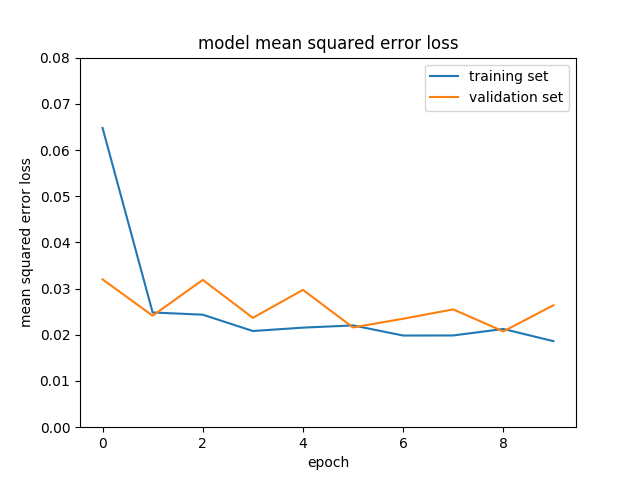 model mean squared error loss
training set
validation set
0.08
0.07
0.06
0.05
0.04
0.03
0.02
0.01
0.00
mean squared error loss
0 2 4 6 8
epoch